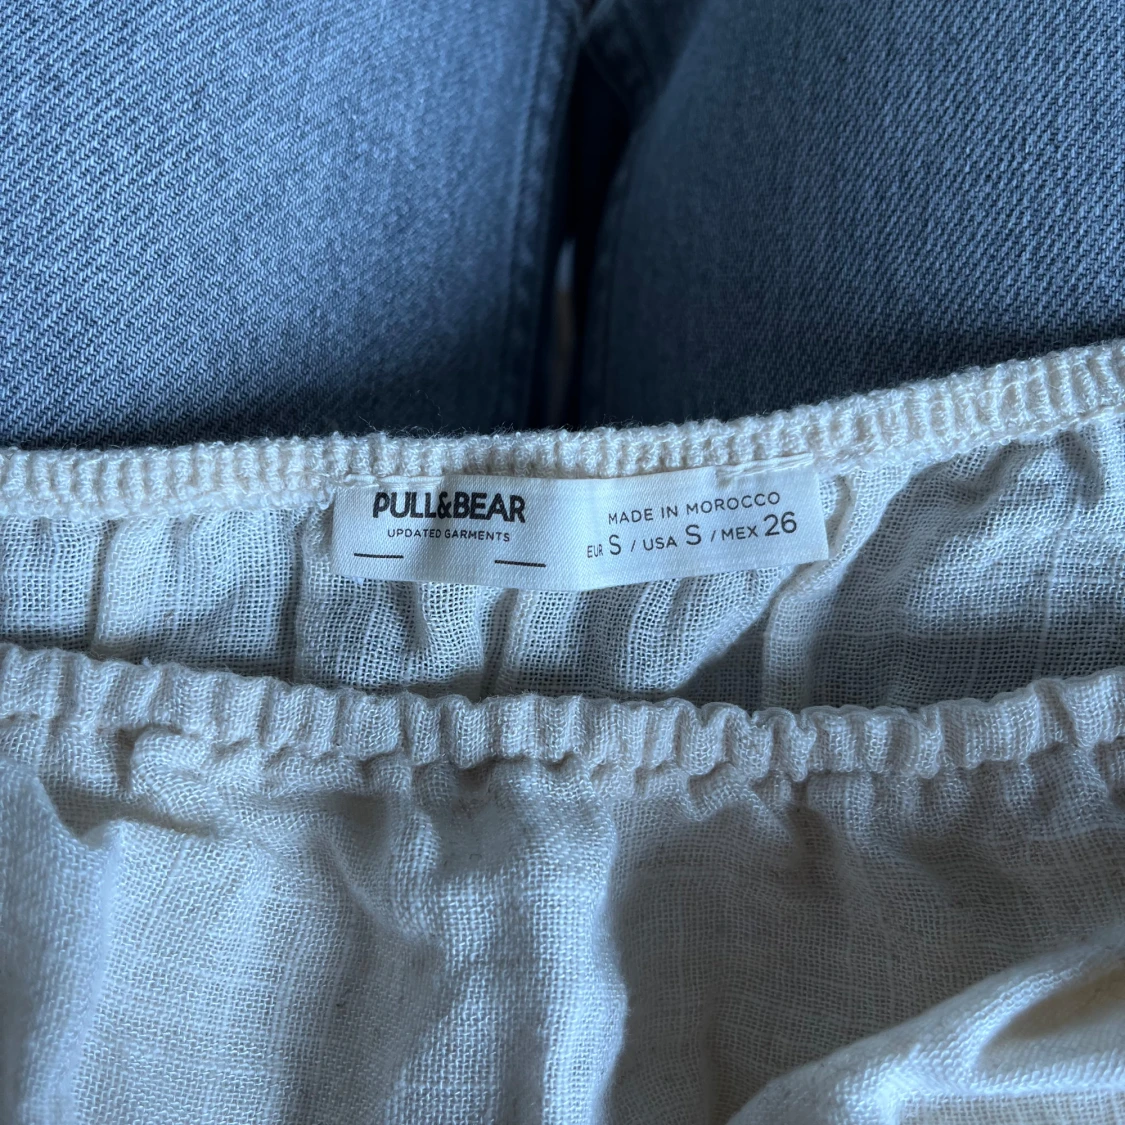 PULL&BEAR
UPDATED GARMENTS
MADE IN MOROCCO
EUR S / USA S / MEX 26